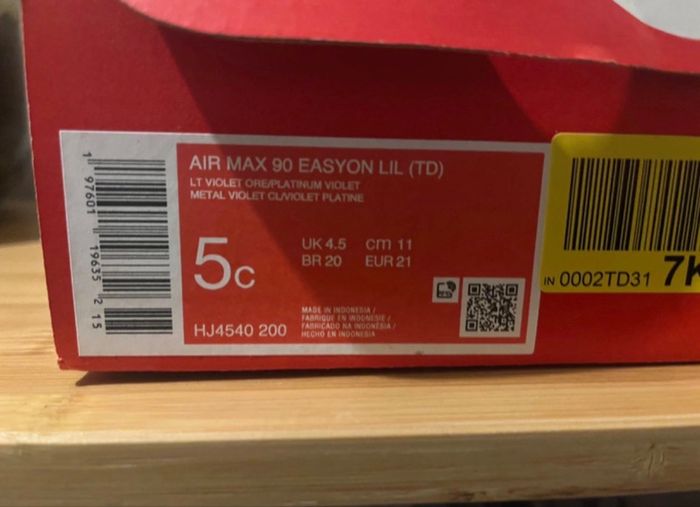 AIR MAX 90 EASYON LIL (TD)
LT VIOLET ORE/PLATINUM VIOLET
METAL VIOLET CL/VIOLET PLATINE
5c
UK 4.5 cm 11
BR 20 EUR 21
MADE IN INDONESIA /
FABRIQUE EN INDONESIE /
FABRICADO NA INDONÉSIA /
HECHO EN INDONESIA
HJ4540 200
1 97601 19635 2 15
IN 0002TD31 7K